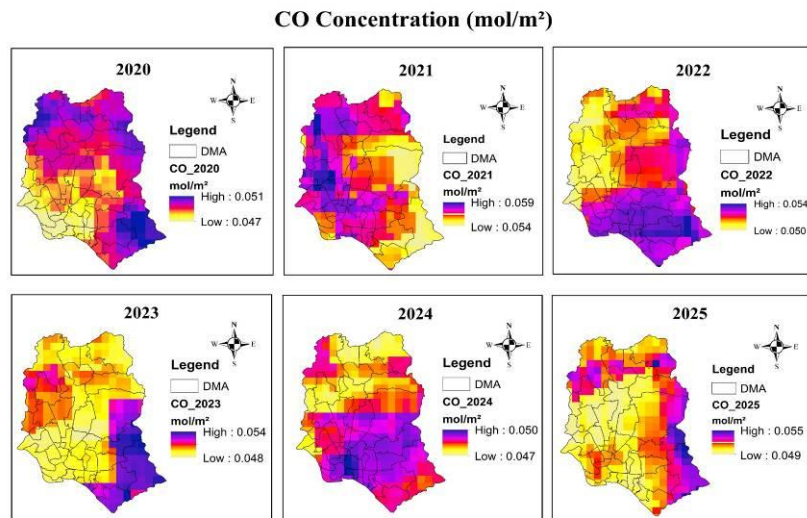 CO Concentration (mol/m²)
2020
N
W E
S
Legend
DMA
CO_2020
mol/m²
High : 0.051
Low : 0.047
2021
N
W E
S
Legend
DMA
CO_2021
mol/m²
High : 0.059
Low : 0.054
2022
N
W E
S
Legend
DMA
CO_2022
mol/m²
High : 0.054
Low : 0.050
2023
N
W E
S
Legend
DMA
CO_2023
mol/m²
High : 0.054
Low : 0.048
2024
N
W E
S
Legend
DMA
CO_2024
mol/m²
High : 0.050
Low : 0.047
2025
N
W E
S
Legend
DMA
CO_2025
mol/m²
High : 0.055
Low : 0.049